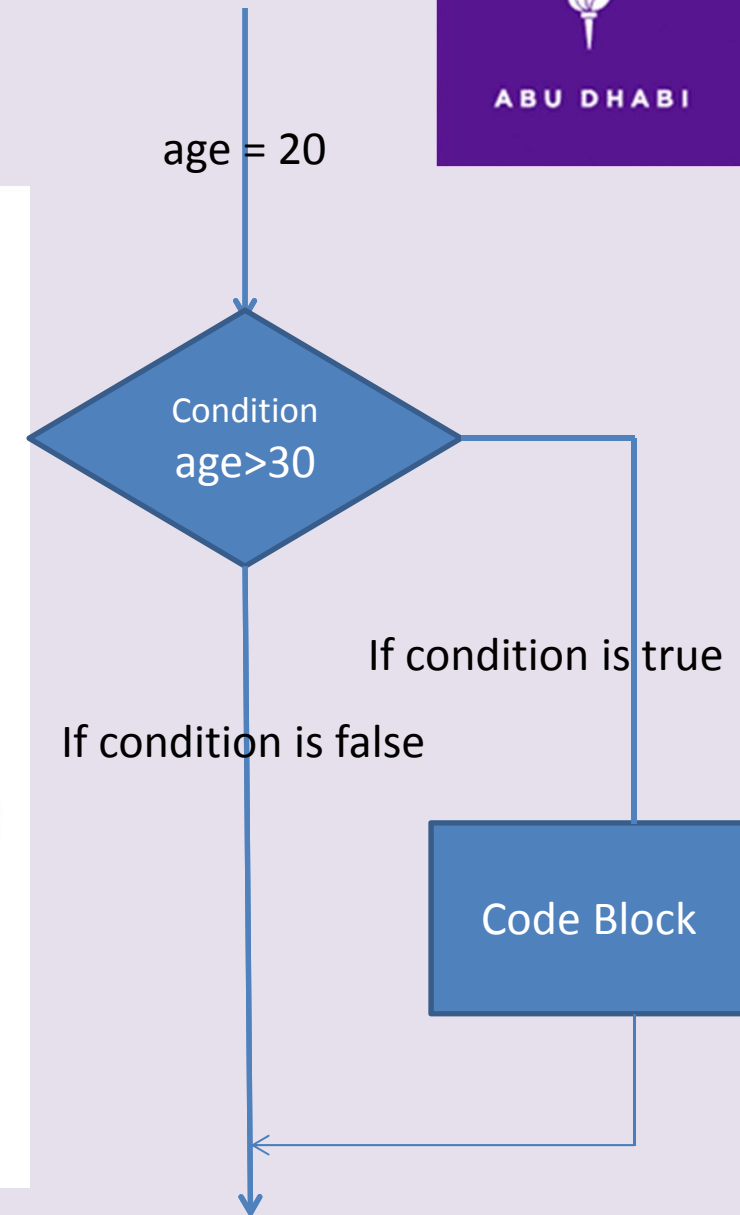 ABU DHABI
age = 20
Condition
age>30
If condition is true
If condition is false
Code Block